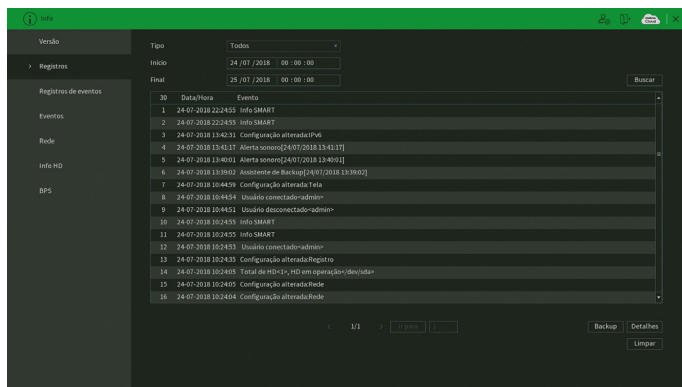 Info
Intelbras Cloud
Versão
Registros
Registros de eventos
Eventos
Rede
Info HD
BPS
Tipo Todos
Início 24 /07 /2018 00 : 00 : 00
Final 25 /07 /2018 00 : 00 : 00
Buscar
30 Data/Hora Evento
1 24-07-2018 22:24:55 Info SMART
2 24-07-2018 22:24:55 Info SMART
3 24-07-2018 13:42:31 Configuração alterada:IPv6
4 24-07-2018 13:41:17 Alerta sonoro[24/07/2018 13:41:17]
5 24-07-2018 13:40:01 Alerta sonoro[24/07/2018 13:40:01]
6 24-07-2018 13:39:02 Assistente de Backup[24/07/2018 13:39:02]
7 24-07-2018 10:44:59 Configuração alterada:Tela
8 24-07-2018 10:44:54 Usuário conectado<admin>
9 24-07-2018 10:44:51 Usuário desconectado<admin>
10 24-07-2018 10:24:55 Info SMART
11 24-07-2018 10:24:55 Info SMART
12 24-07-2018 10:24:53 Usuário conectado<admin>
13 24-07-2018 10:24:35 Configuração alterada:Registro
14 24-07-2018 10:24:05 Total de HD<1>, HD em operação</dev/sda>
15 24-07-2018 10:24:05 Configuração alterada:Rede
16 24-07-2018 10:24:04 Configuração alterada:Rede
1/1 Ir para 1
Backup Detalhes
Limpar